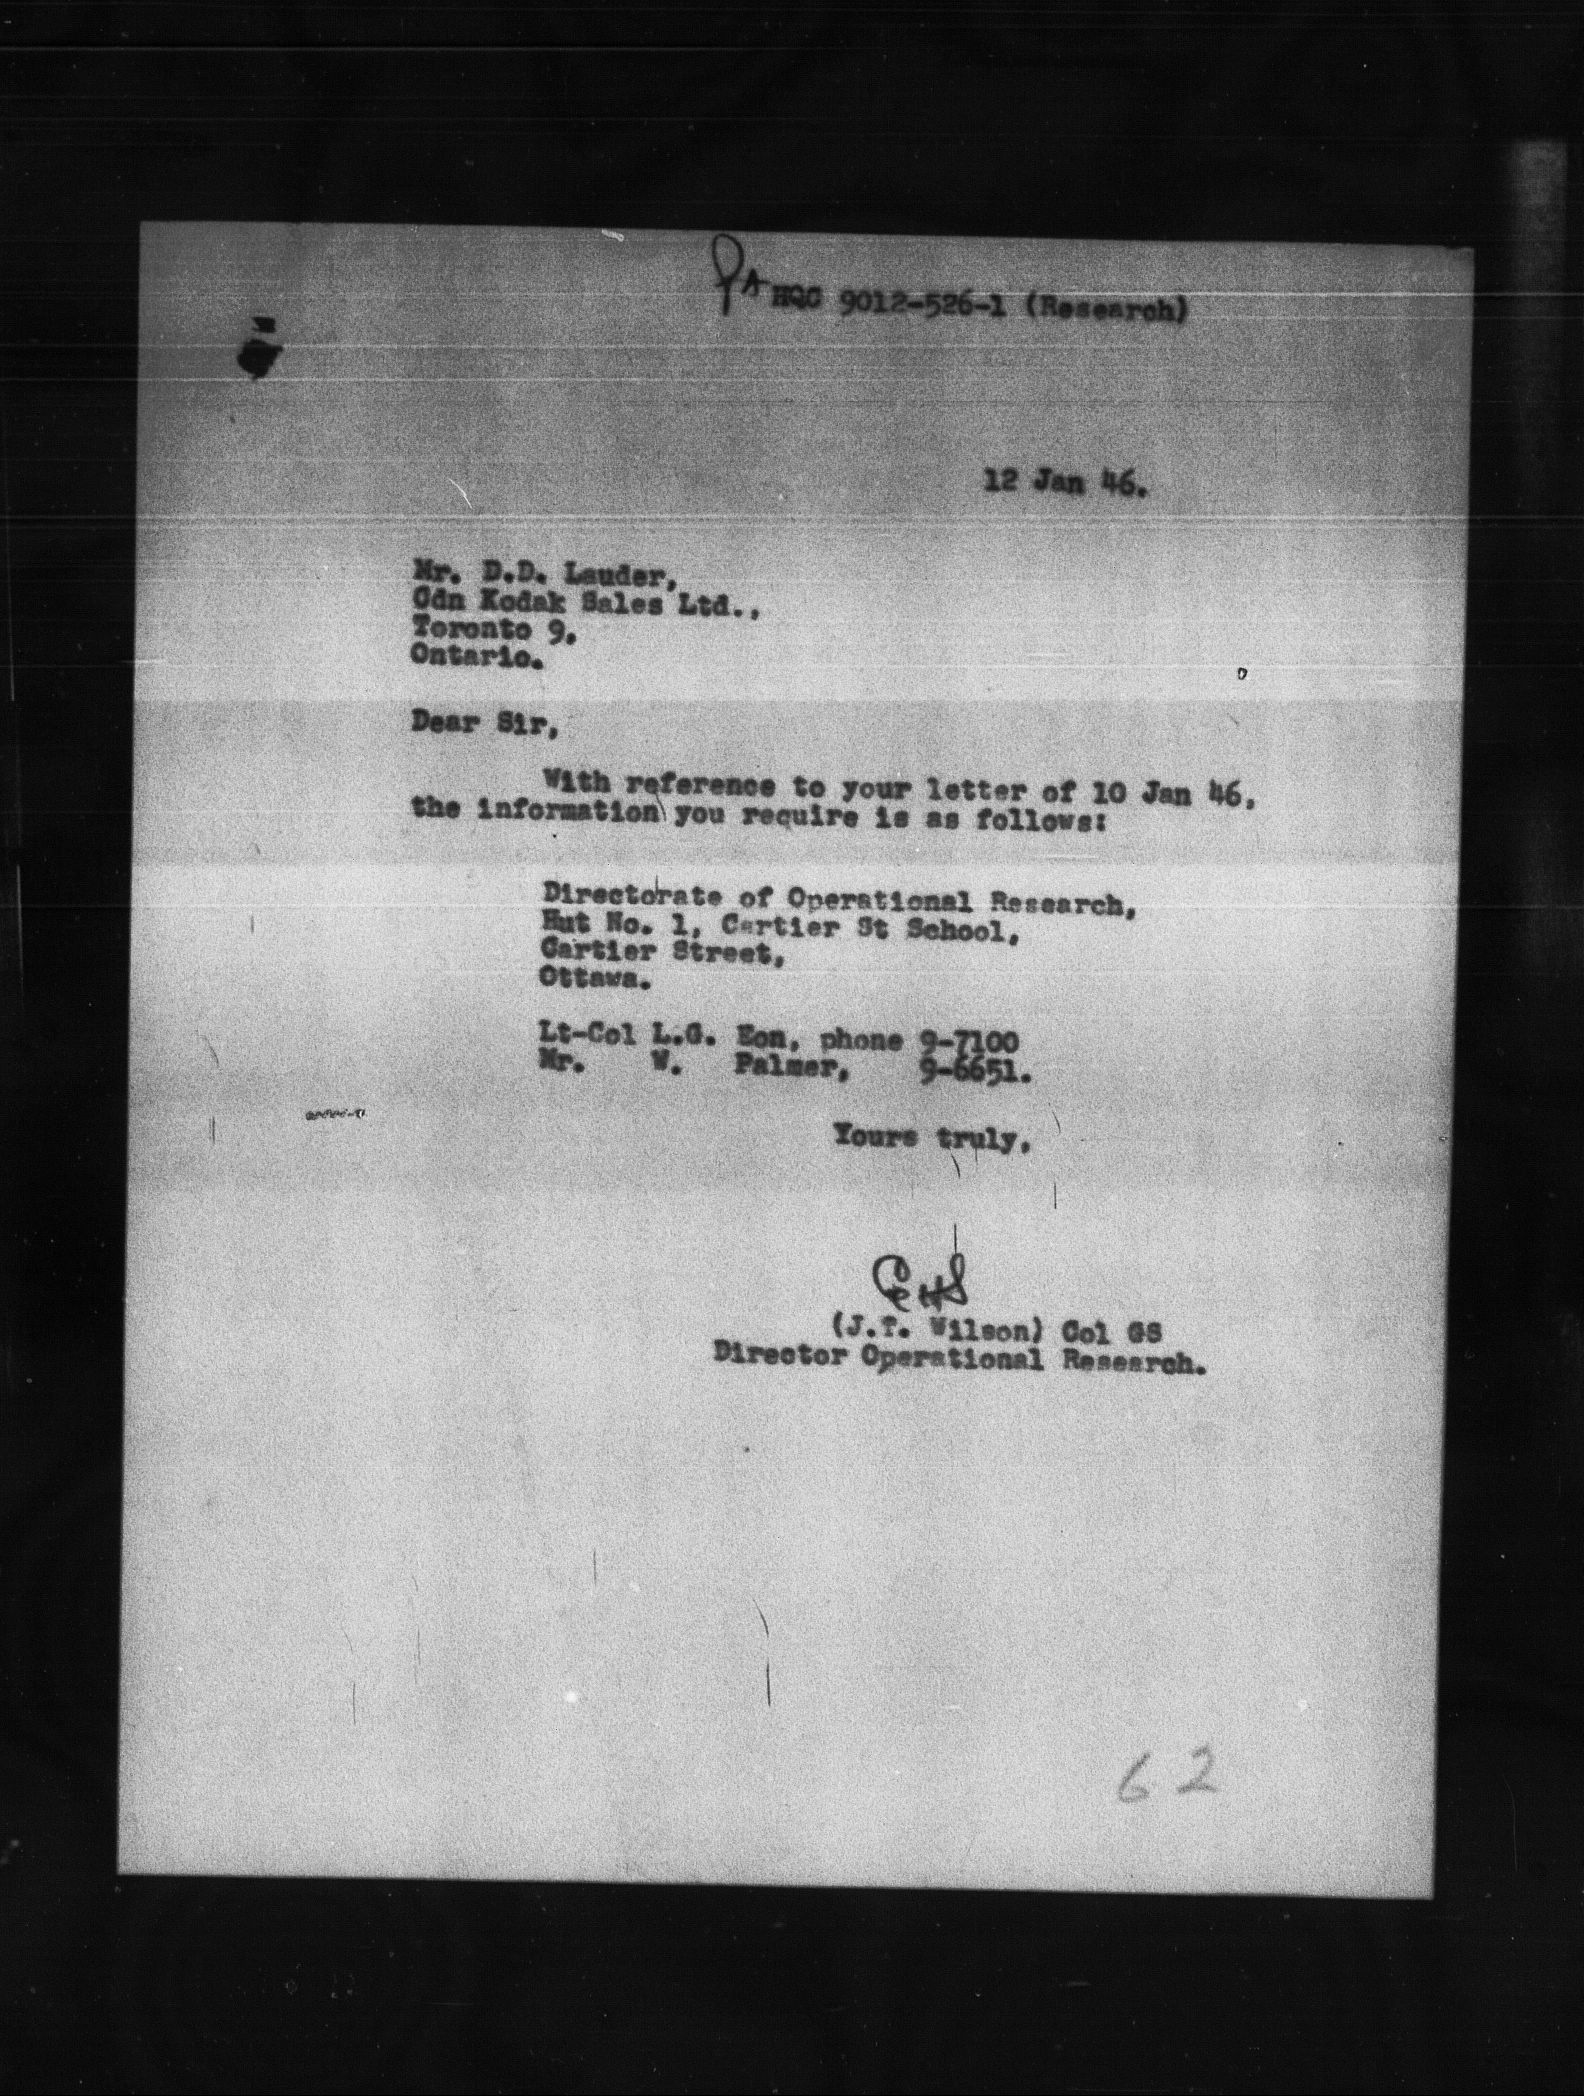 PA HQC 9012-526-1 (Research)
12 Jan 46.
Mr. D.D. Lauder,
Cdn Kodak Sales Ltd.,
Toronto 9,
Ontario.
Dear Sir,
With reference to your letter of 10 Jan 46,
the information you require is as follows:
Directorate of Operational Research,
Hut No. 1, Cartier St School,
Cartier Street,
Ottawa.
Lt-Col L.G. Eon, phone 9-7100
Mr. W. Palmer, 9-6651.
Yours truly,
(J.T. Wilson) Col GS
Director Operational Research.
62